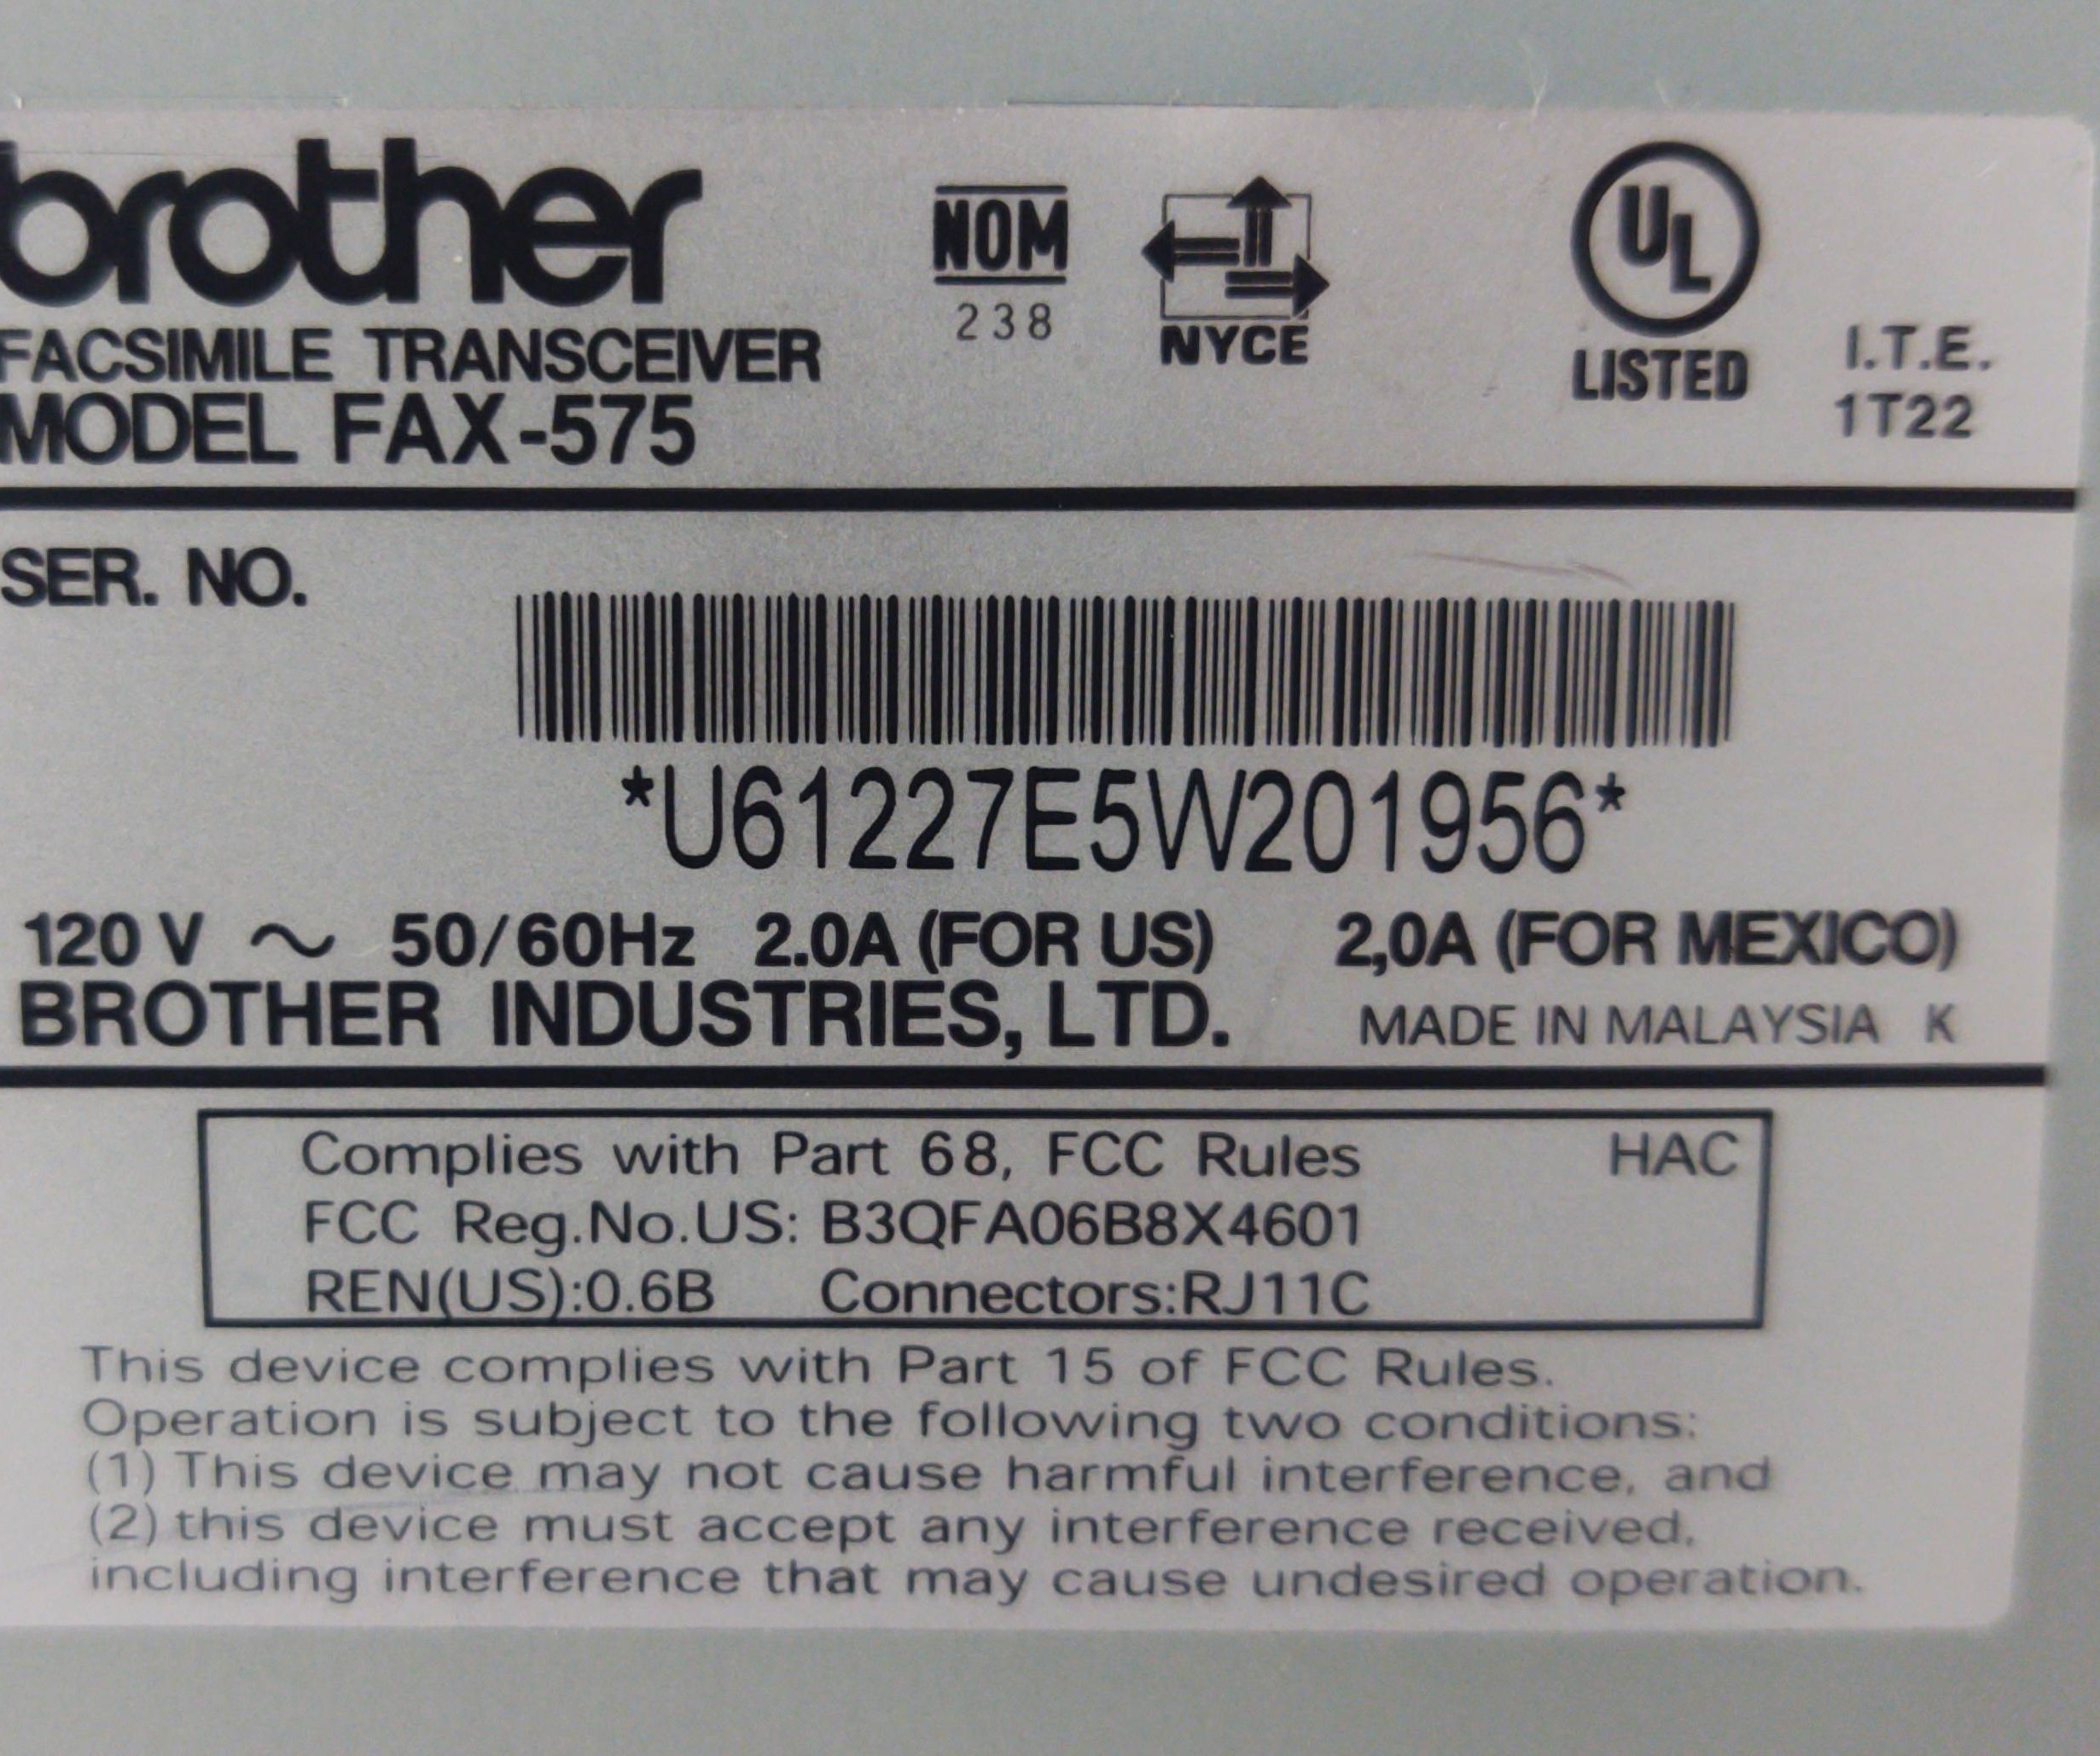 brother
NOM
238
NYCE
UL
LISTED
I.T.E.
1T22
FACSIMILE TRANSCEIVER
MODEL FAX-575
SER. NO.
*U61227E5W201956*
120 V ~ 50/60Hz 2.0A (FOR US) 2,0A (FOR MEXICO)
BROTHER INDUSTRIES, LTD. MADE IN MALAYSIA K
Complies with Part 68, FCC Rules HAC
FCC Reg.No.US: B3QFA06B8X4601
REN(US):0.6B Connectors:RJ11C
This device complies with Part 15 of FCC Rules.
Operation is subject to the following two conditions:
(1) This device may not cause harmful interference, and
(2) this device must accept any interference received,
including interference that may cause undesired operation.